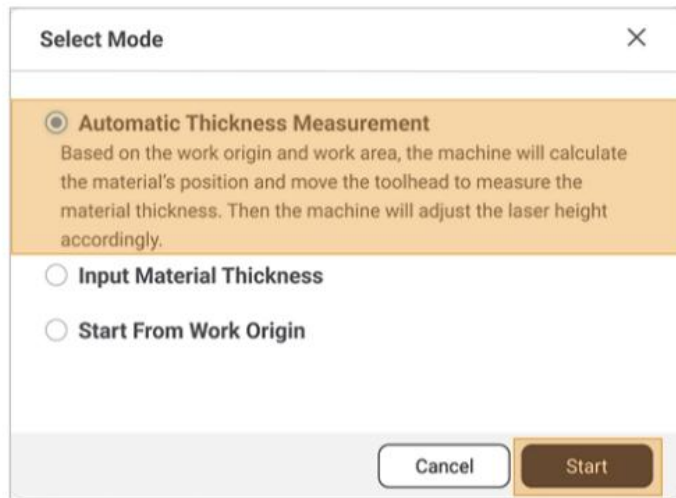 Select Mode
Automatic Thickness Measurement
Based on the work origin and work area, the machine will calculate
the material's position and move the toolhead to measure the
material thickness. Then the machine will adjust the laser height
accordingly.
Input Material Thickness
Start From Work Origin
Cancel
Start